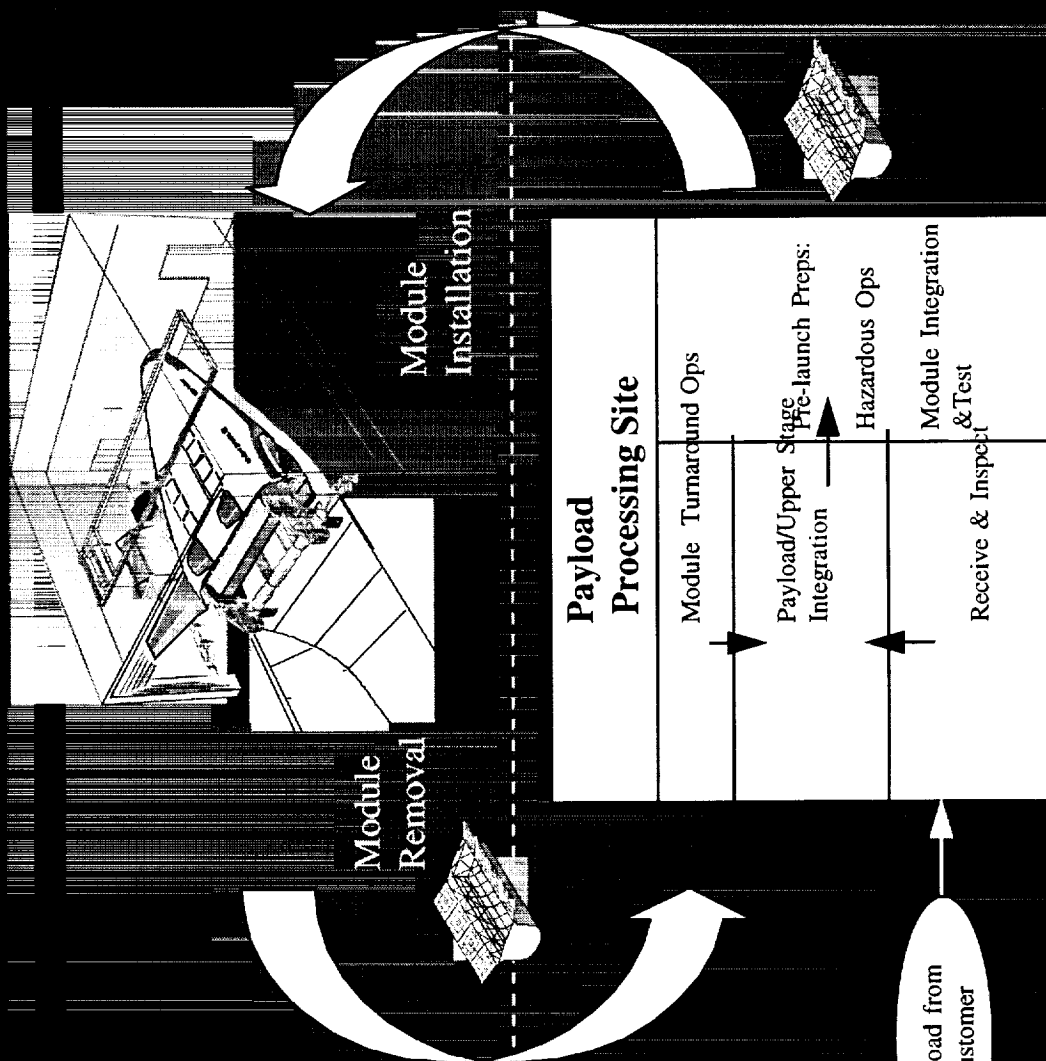 Module
Removal
Module
Installation
Payload
Processing Site
Module Turnaround Ops
Payload/Upper Stage
Integration
Pre-launch Preps:
Hazardous Ops
Module Integration
&Test
Receive & Inspect
oad from
ustomer